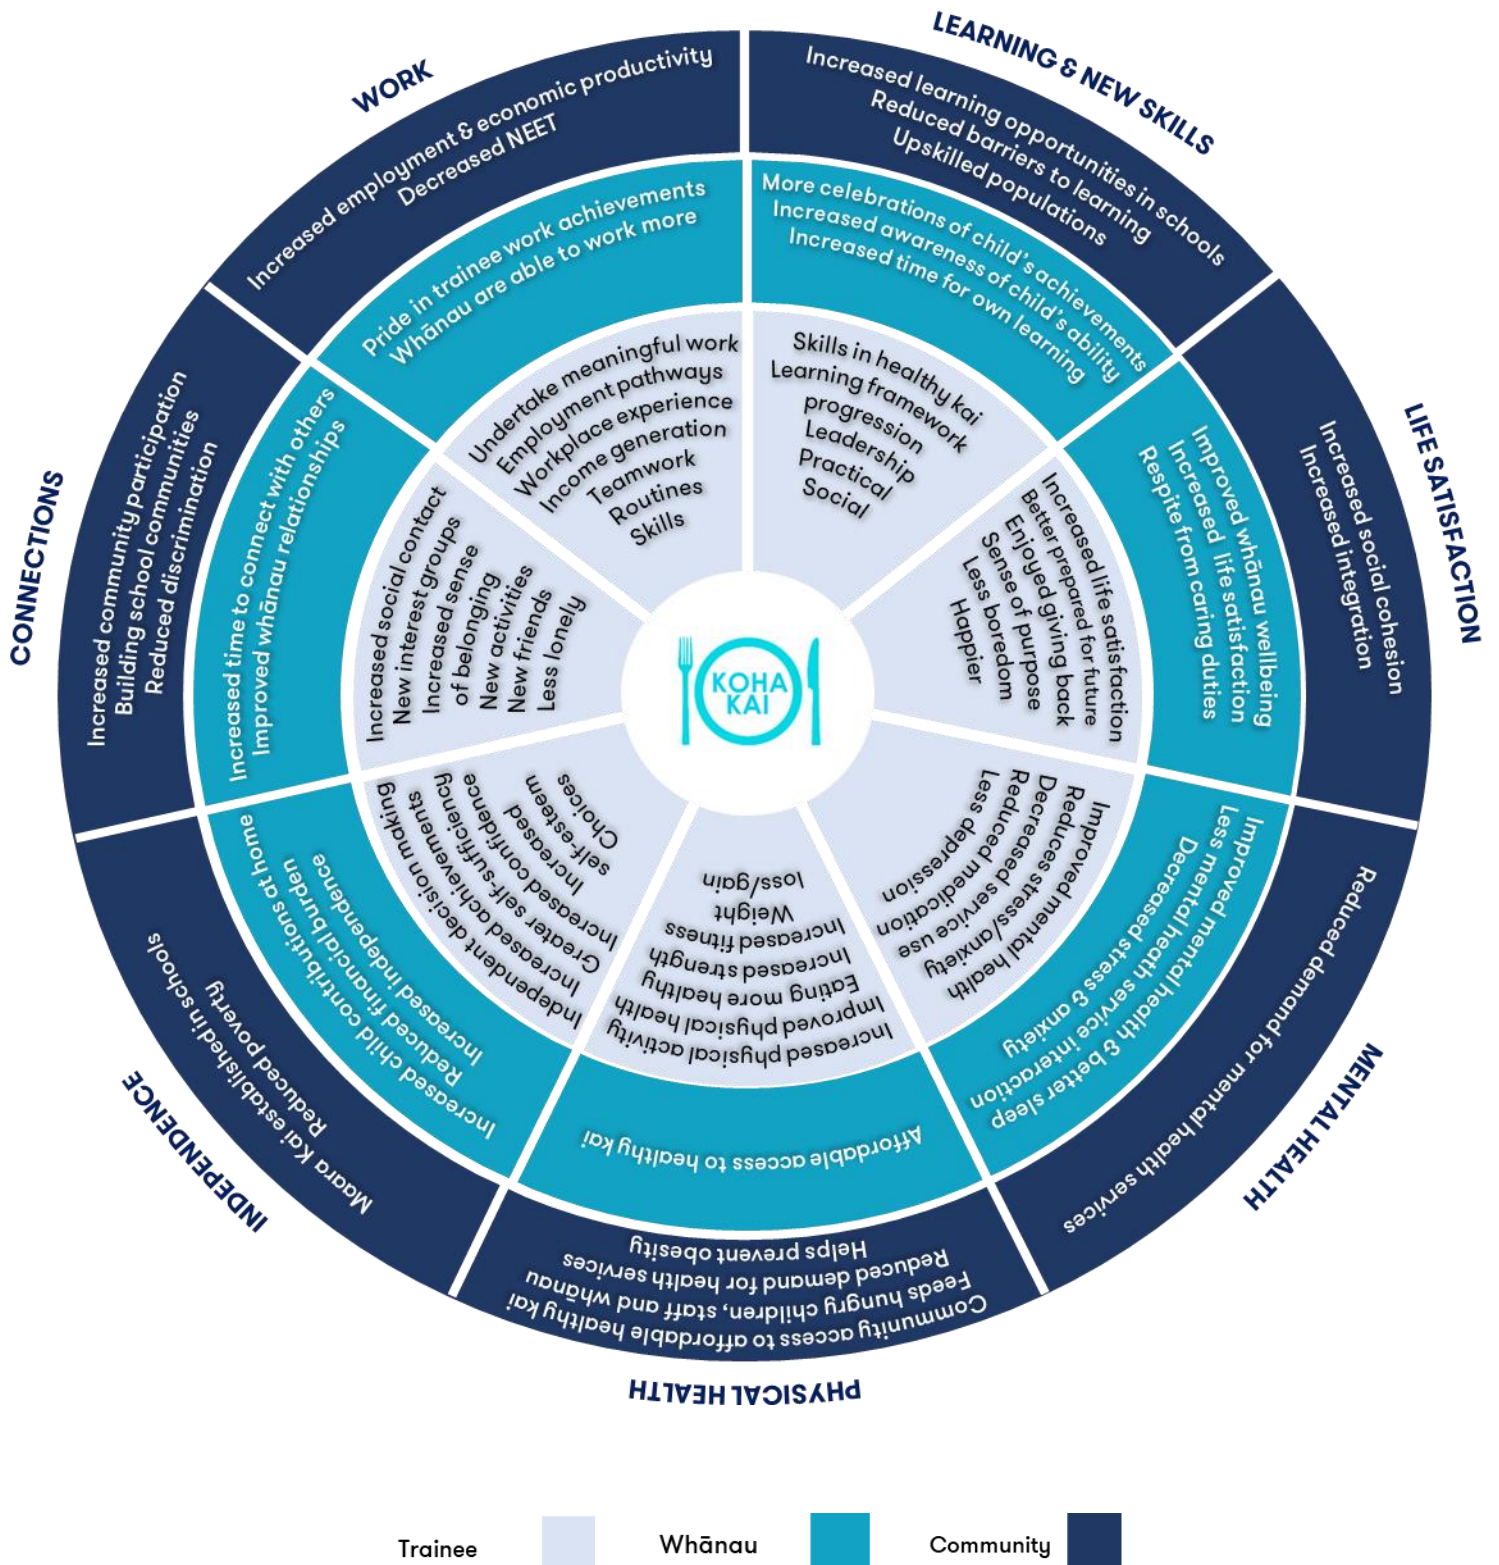 LEARNING & NEW SKILLS
Increased learning opportunities in schools
Reduced barriers to learning
Upskilled populations
More celebrations of child's achievements
Increased awareness of child's ability
Increased time for own learning
Skills in healthy kai
Learning framework
progression
Leadership
Practical
Social
LIFE SATISFACTION
Increased social cohesion
Increased integration
Improved whānau wellbeing
Increased life satisfaction
Respite from caring duties
Increased life satisfaction
Better prepared for future
Enjoyed giving back
Sense of purpose
Less boredom
Happier
MENTAL HEALTH
Reduced demand for mental health services
Improved mental health & better sleep
Less mental heath service interaction
Decreased stress & anxiety
Improved mental health
Reduces stress/anxiety
Decreased service use
Reduced medication
Less depression
PHYSICAL HEALTH
Community access to affordable healthy kai
Feeds hungry children, staff and whānau
Reduced demand for health services
Helps prevent obesity
Affordable access to healthy kai
Increased physical activity
Improved physical health
Eating more healthy
Increased strength
Increased fitness
Weight
loss/gain
INDEPENDENCE
Maara Kai established in schools
Reduced poverty
Increased child contributions at home
Reduced financial burden
Increased independence
Independent decision making
Increased achievements
Greater self-sufficiency
Increased confidence
Increased
self-esteem
Choices
CONNECTIONS
Increased community participation
Building school communities
Reduced discrimination
Increased time to connect with others
Improved whānau relationships
Increased social contact
New interest groups
Increased sense
of belonging
New activities
New friends
Less lonely
WORK
Increased employment & economic productivity
Decreased NEET
Pride in trainee work achievements
Whānau are able to work more
Undertake meaningful work
Employment pathways
Workplace experience
Income generation
Teamwork
Routines
Skills
KOHA
KAI
Trainee
Whānau
Community